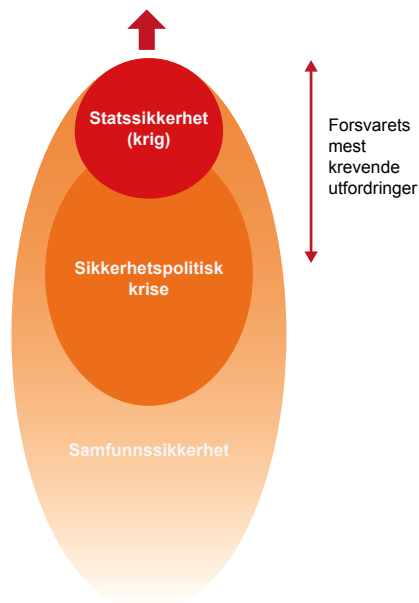 Statssikkerhet
(krig)
Forsvarets
mest
krevende
utfordringer
Sikkerhetspolitisk
krise
Samfunnssikkerhet